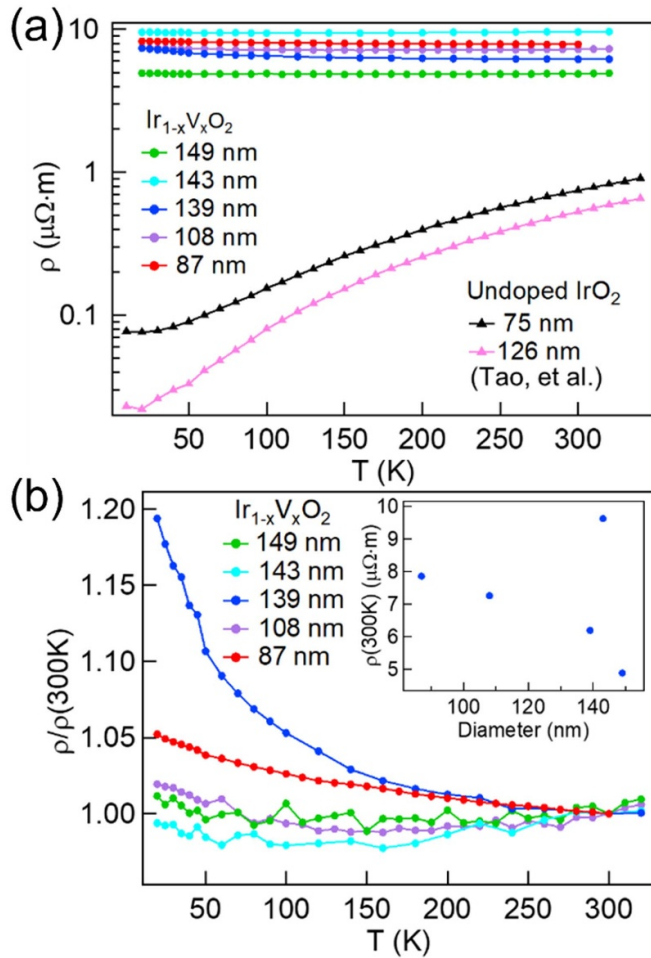 (a)
10
1
0.1
ρ (μΩ·m)
Ir1-xVxO2
149 nm
143 nm
139 nm
108 nm
87 nm
Undoped IrO2
75 nm
126 nm
(Tao, et al.)
50 100 150 200 250 300
T (K)
(b)
1.20
1.15
1.10
1.05
1.00
ρ/ρ(300K)
Ir1-xVxO2
149 nm
143 nm
139 nm
108 nm
87 nm
10
9
8
7
6
5
ρ(300K) (μΩ·m)
100 120 140
Diameter (nm)
50 100 150 200 250 300
T (K)